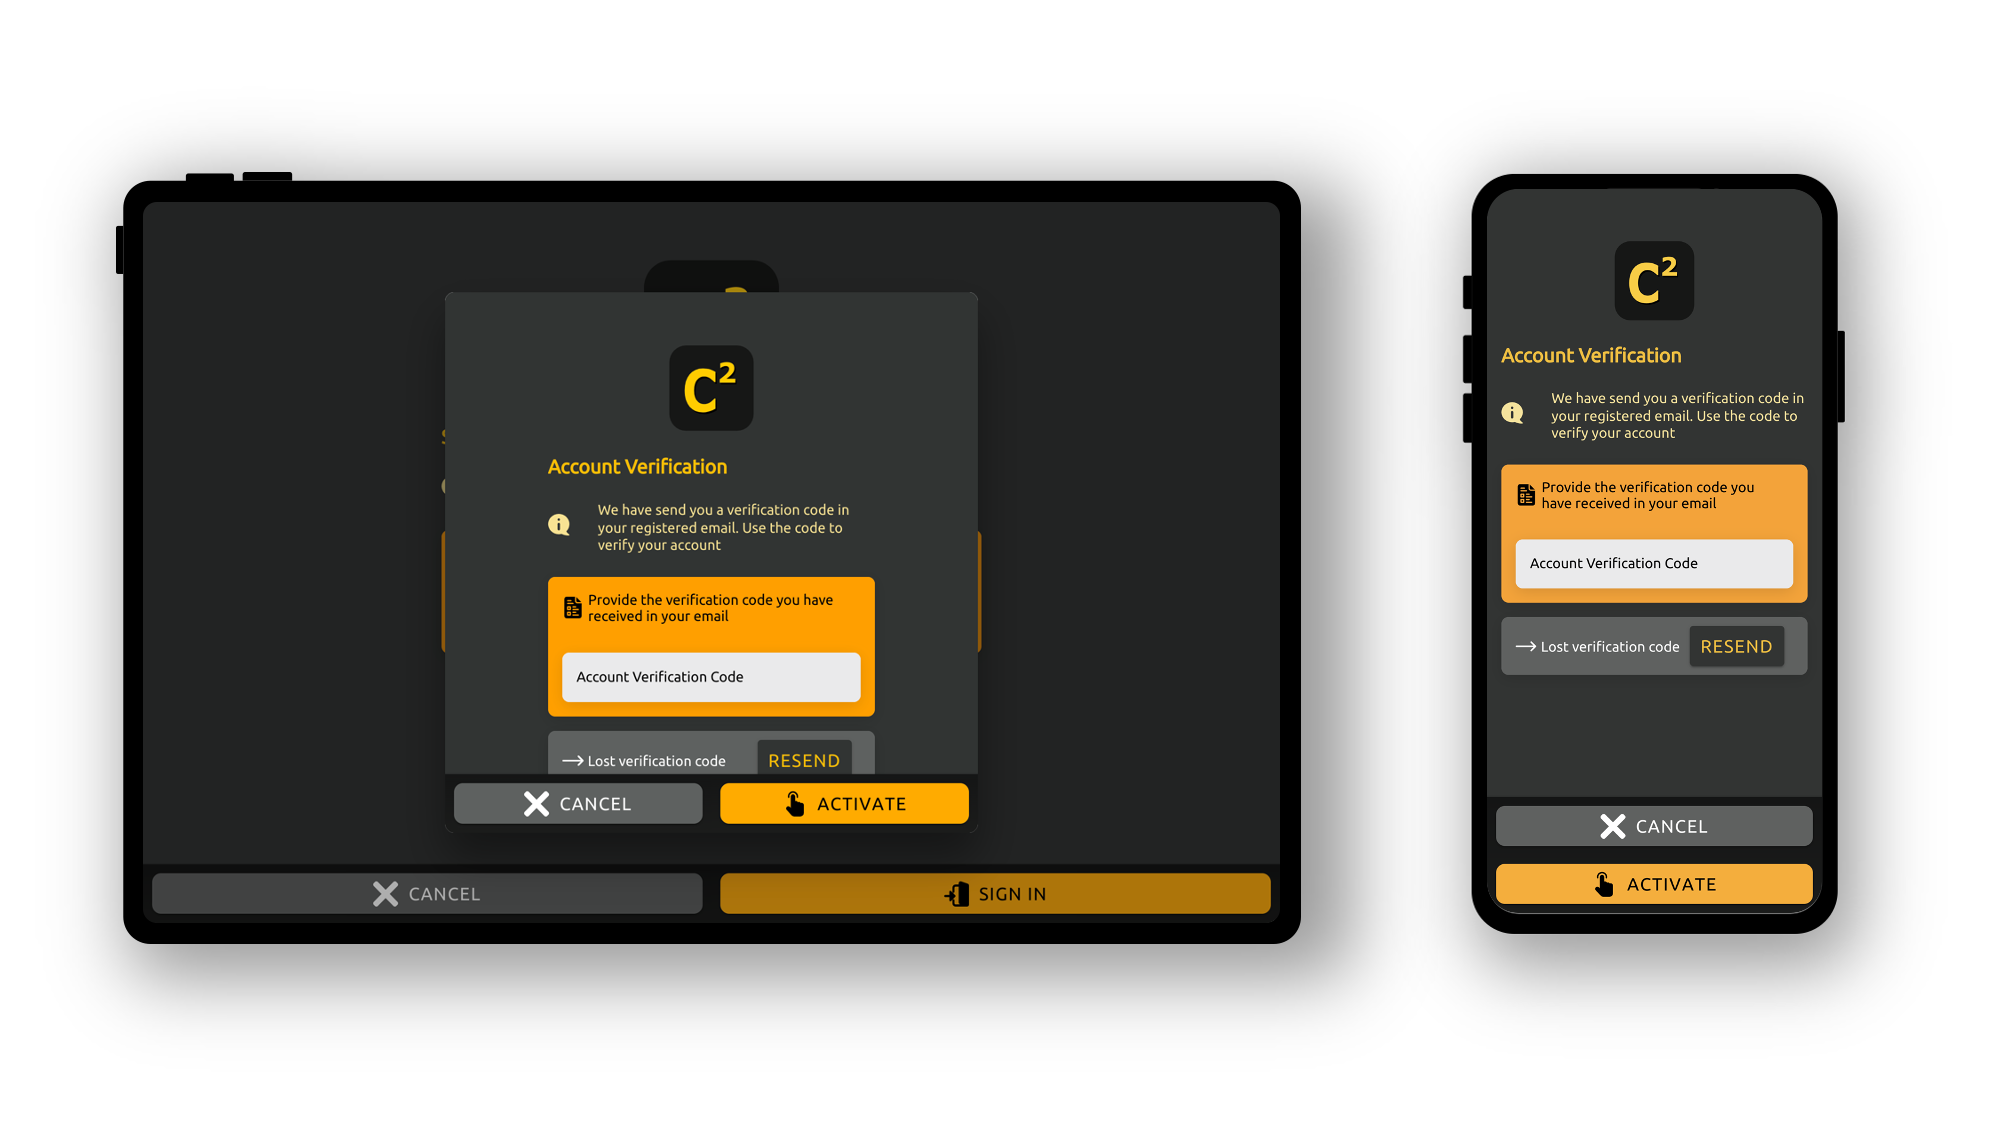 C²
Account Verification
We have send you a verification code in
your registered email. Use the code to
verify your account
Provide the verification code you have
received in your email
Account Verification Code
Lost verification code RESEND
CANCEL ACTIVATE
CANCEL SIGN IN
C²
Account Verification
We have send you a verification code in
your registered email. Use the code to
verify your account
Provide the verification code you
have received in your email
Account Verification Code
Lost verification code RESEND
CANCEL
ACTIVATE